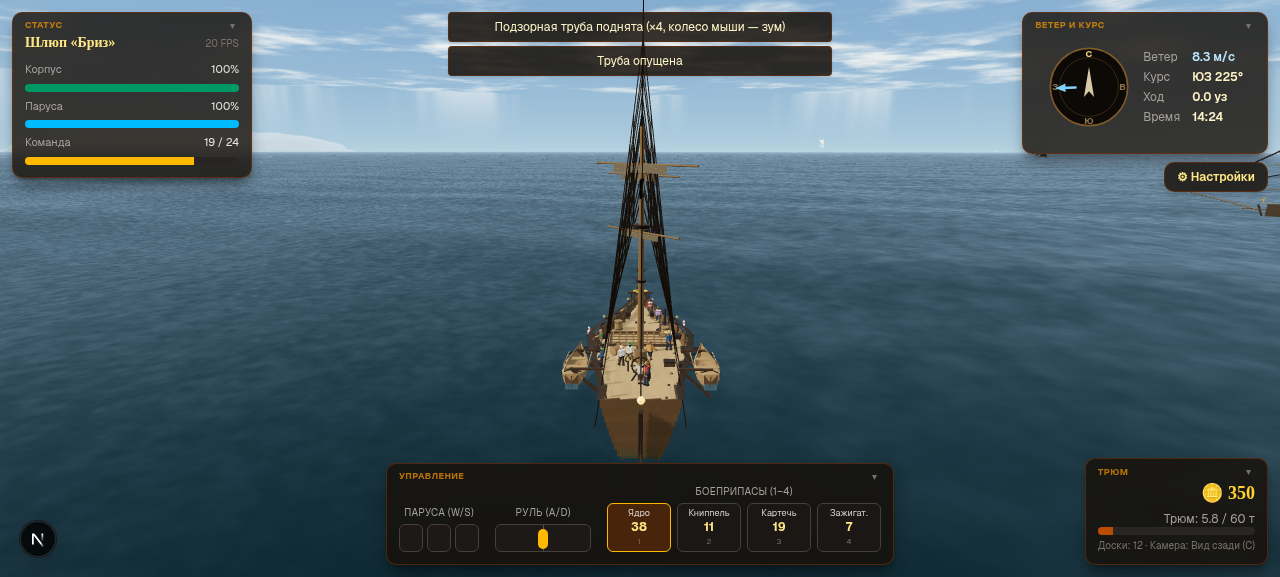 СТАТУС ▼
Шлюп «Бриз» 20 FPS
Корпус 100%
Паруса 100%
Команда 19 / 24
Подзорная труба поднята (×4, колесо мыши — зум)
Труба опущена
ВЕТЕР И КУРС ▼
С
З В
Ю
Ветер 8.3 м/с
Курс ЮЗ 225°
Ход 0.0 уз
Время 14:24
⚙ Настройки
УПРАВЛЕНИЕ ▼
БОЕПРИПАСЫ (1–4)
ПАРУСА (W/S) РУЛЬ (A/D)
Ядро Книппель Картечь Зажигат.
38 11 19 7
1 2 3 4
ТРЮМ ▼
350
Трюм: 5.8 / 60 т
Доски: 12 · Камера: Вид сзади (C)
N